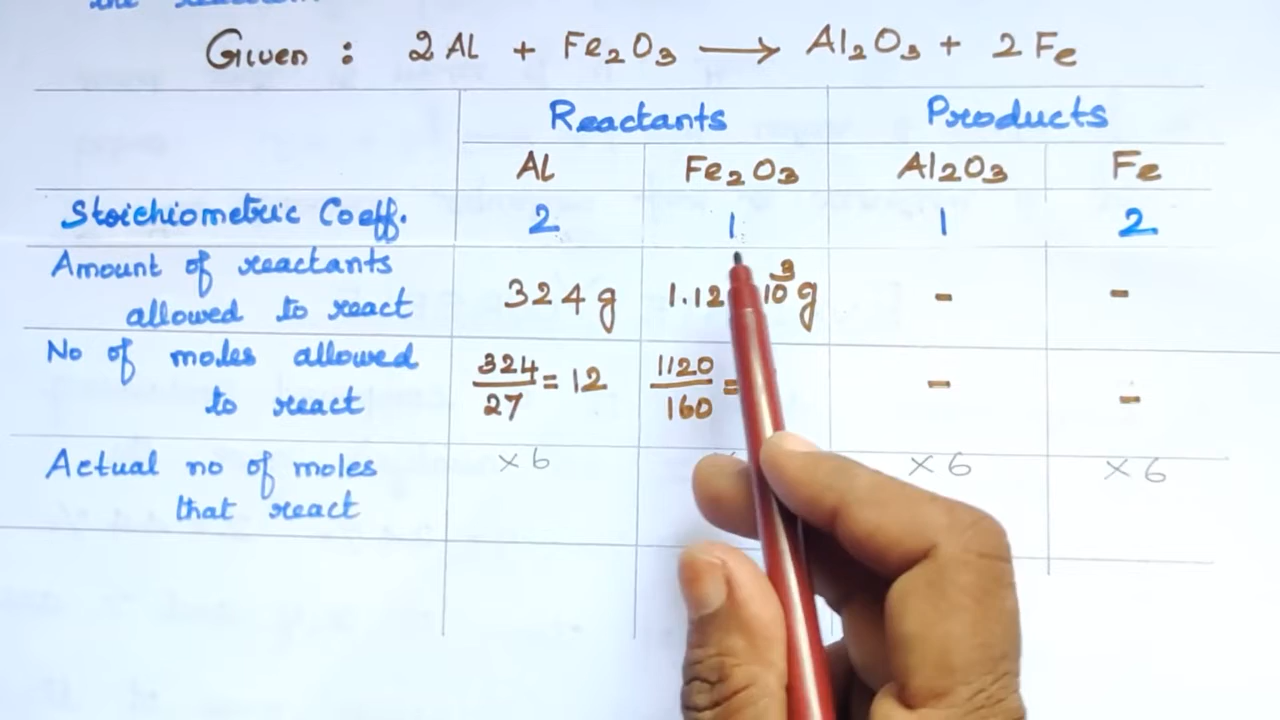 Given : 2Al + Fe₂O₃ → Al₂O₃ + 2Fe
Reactants Products
Al Fe₂O₃ Al₂O₃ Fe
Stoichiometric Coeff. 2 1 1 2
Amount of reactants
allowed to react 324g 1.12 10³g - -
No of moles allowed
to react 324/27 = 12 1120/160 = - -
Actual no of moles
that react ×6 ×6 ×6